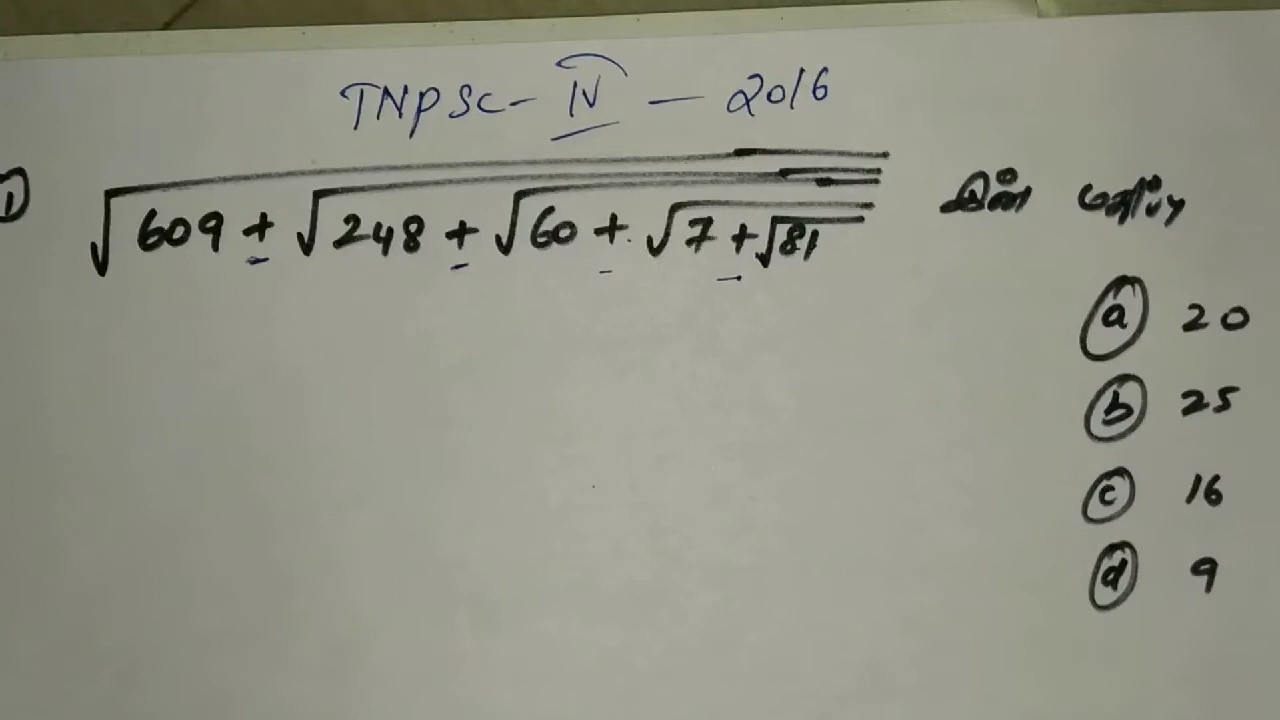 TNPSC - IV - 2016
1) √609 + √248 + √60 + √7 + √81 இன் மதிப்பு
a 20
b 25
c 16
d 9